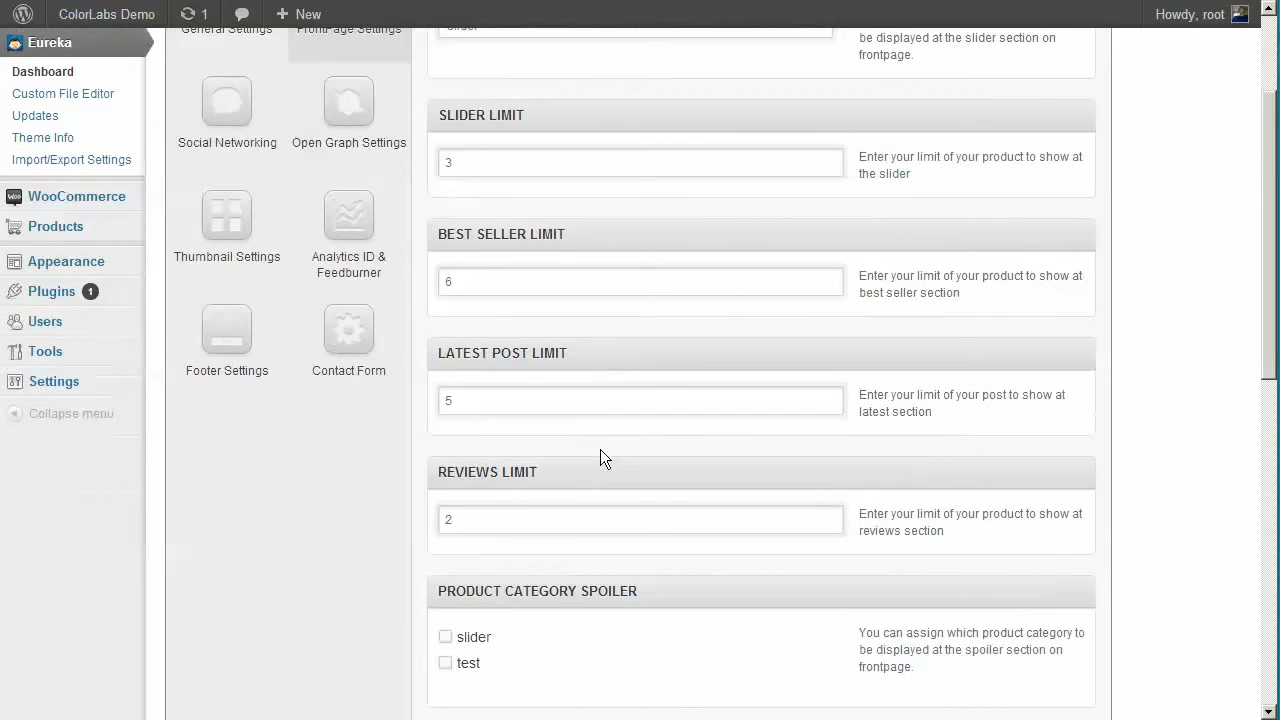 ColorLabs Demo
1
New
Howdy, root
Eureka
Dashboard
Custom File Editor
Updates
Theme Info
Import/Export Settings
WooCommerce
Products
Appearance
Plugins 1
Users
Tools
Settings
Collapse menu
General Settings
FrontPage Settings
Social Networking
Open Graph Settings
Thumbnail Settings
Analytics ID &
Feedburner
Footer Settings
Contact Form
slider
be displayed at the slider section on
frontpage.
SLIDER LIMIT
3
Enter your limit of your product to show at
the slider
BEST SELLER LIMIT
6
Enter your limit of your product to show at
best seller section
LATEST POST LIMIT
5
Enter your limit of your post to show at
latest section
REVIEWS LIMIT
2
Enter your limit of your product to show at
reviews section
PRODUCT CATEGORY SPOILER
slider
test
You can assign which product category to
be displayed at the spoiler section on
frontpage.